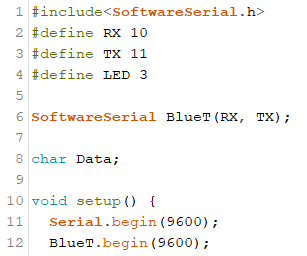 1 #include<SoftwareSerial.h>
2 #define RX 10
3 #define TX 11
4 #define LED 3
5
6 SoftwareSerial BlueT(RX, TX);
7
8 char Data;
9
10 void setup() {
11   Serial.begin(9600);
12   BlueT.begin(9600);